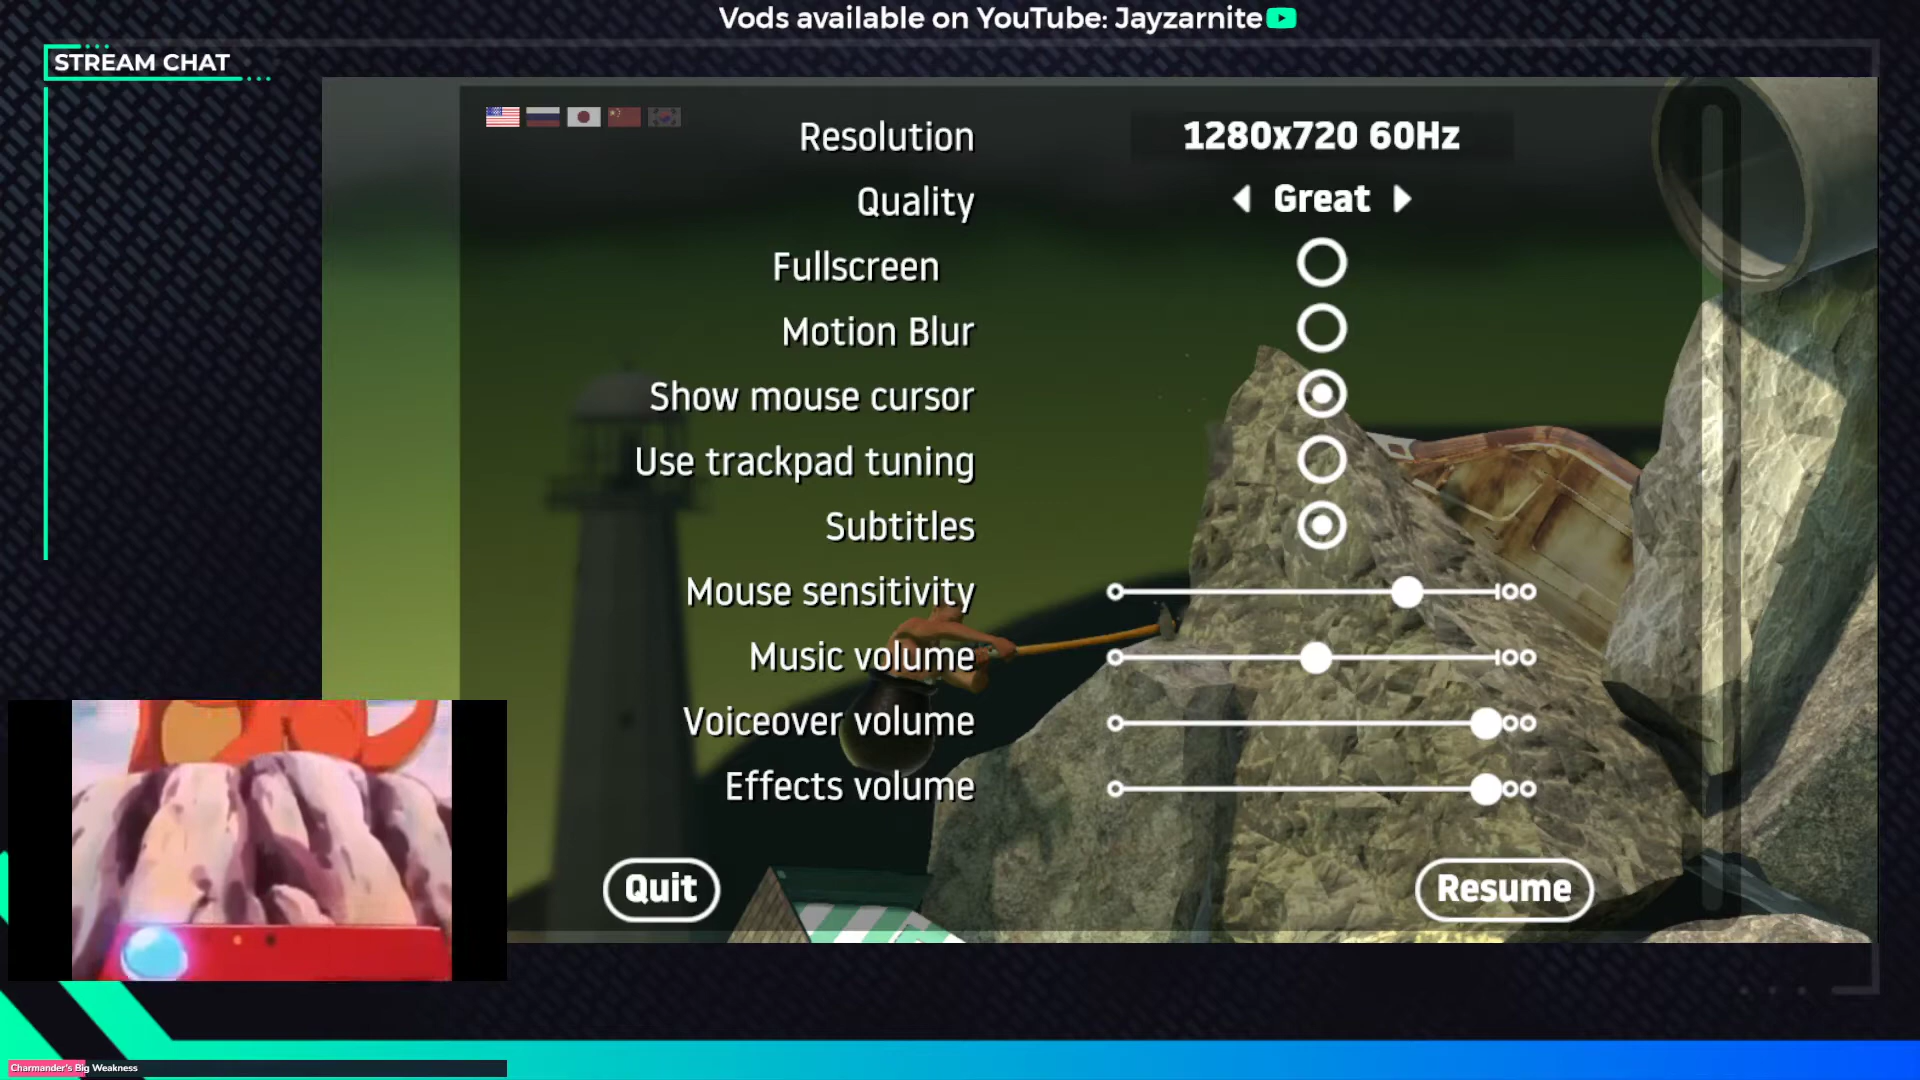 Vods available on YouTube: Jayzarnite
STREAM CHAT
Resolution 1280x720 60Hz
Quality Great
Fullscreen
Motion Blur
Show mouse cursor
Use trackpad tuning
Subtitles
Mouse sensitivity
Music volume
Voiceover volume
Effects volume
Quit Resume
Charmander's Big Weakness